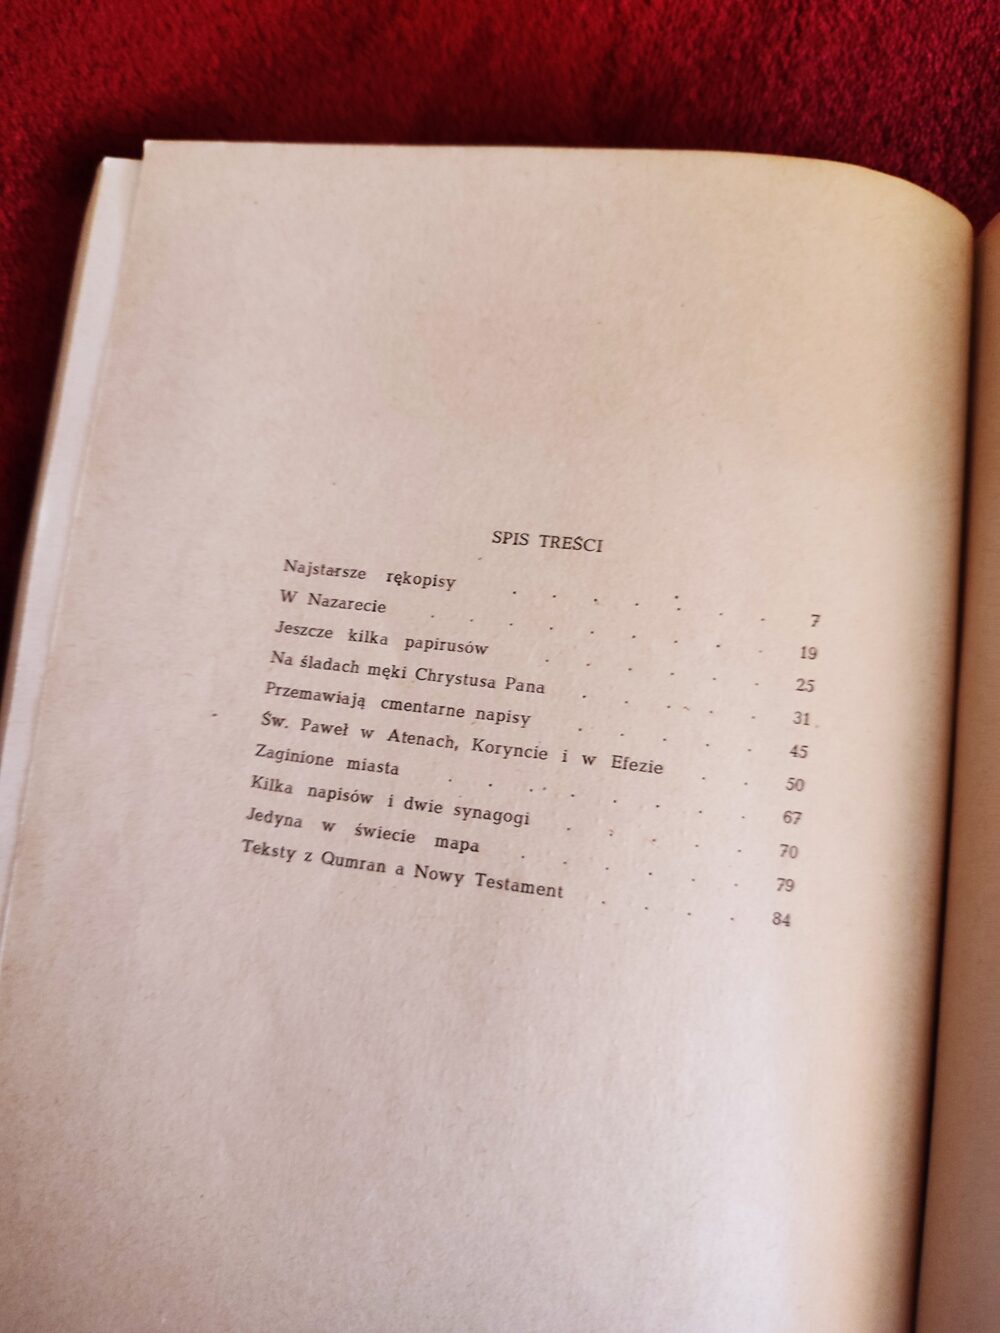 SPIS TREŚCI
Najstarsze rękopisy . . . . : . . 7
W Nazarecie . . . . . . . . . 19
Jeszcze kilka papirusów . . . . . . 25
Na śladach męki Chrystusa Pana . . . . . 31
Przemawiają cmentarne napisy . . . . . 45
Św. Paweł w Atenach, Koryncie i w Efezie . . 50
Zaginione miasta . . . . . . . . 67
Kilka napisów i dwie synagogi . . . . . 70
Jedyna w świecie mapa . . . . . . 79
Teksty z Qumran a Nowy Testament . . . . 84